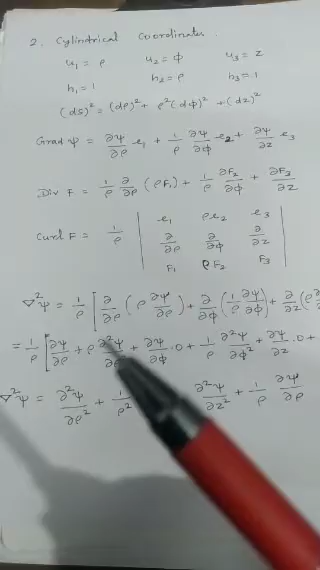 2. Cylindrical Coordinates.
u₁ = ρ u₂ = φ u₃ = z
h₁ = 1 h₂ = ρ h₃ = 1
(ds)² = (dρ)² + ρ²(dφ)² + (dz)²
Grad ψ = ∂ψ/∂ρ e₁ + 1/ρ ∂ψ/∂φ e₂ + ∂ψ/∂z e₃
Div F = 1/ρ ∂/∂ρ (ρF₁) + 1/ρ ∂F₂/∂φ + ∂F₃/∂z
Curl F = 1/ρ | e₁ ρe₂ e₃ |
| ∂/∂ρ ∂/∂φ ∂/∂z |
| F₁ ρF₂ F₃ |
∇²ψ = 1/ρ [ ∂/∂ρ (ρ ∂ψ/∂ρ) + ∂/∂φ (1/ρ ∂ψ/∂φ) + ∂/∂z (ρ
= 1/ρ [ ∂ψ/∂ρ + ρ ∂²ψ/ + ∂ψ/∂φ · 0 + 1/ρ ∂²ψ/∂φ² + ∂ψ/∂z · 0 +
∇²ψ = ∂²ψ/∂ρ² + 1/ρ² ∂²ψ/∂z² + 1/ρ ∂ψ/∂ρ